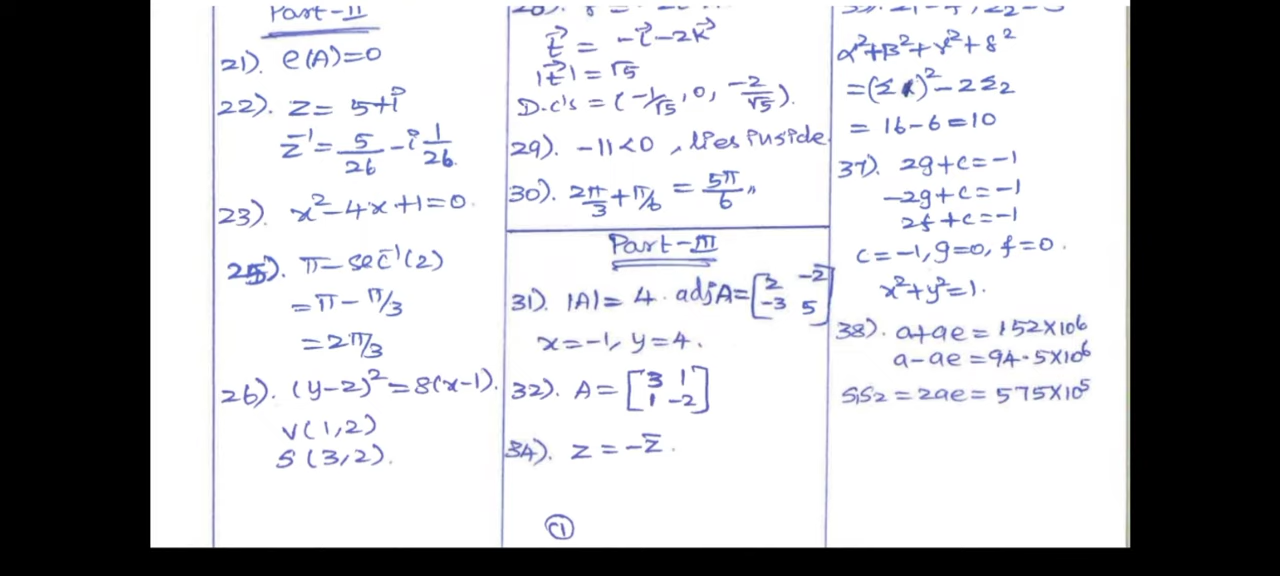 Part-II
21). e(A)=0
22). z = 5+i
z⁻¹ = 5/26 - i 1/26.
23). x²-4x+1=0.
25). π - sec⁻¹(2)
= π - π/3
= 2π/3
26). (y-2)² = 8(x-1).
V(1,2)
S(3,2).
t⃗ = -i⃗-2k⃗
|t⃗| = √5
D.c's = (-1/√5, 0, -2/√5).
29). -11<0, lies inside.
30). 2π/3 + π/6 = 5π/6 "
Part-III
31). |A| = 4. adjA = [2 -2
-3 5]
x=-1, y=4.
32). A = [3 1
1 -2]
34). z = -z̄.
C1
α²+β²+γ²+δ²
=(Σ1)²-2Σ2
= 16-6=10
37). 2g+c=-1
-2g+c=-1
2f+c=-1
c=-1, g=0, f=0.
x²+y²=1.
38). a+ae = 152×10⁶
a-ae = 94.5×10⁶
S₁S₂ = 2ae = 575×10⁵